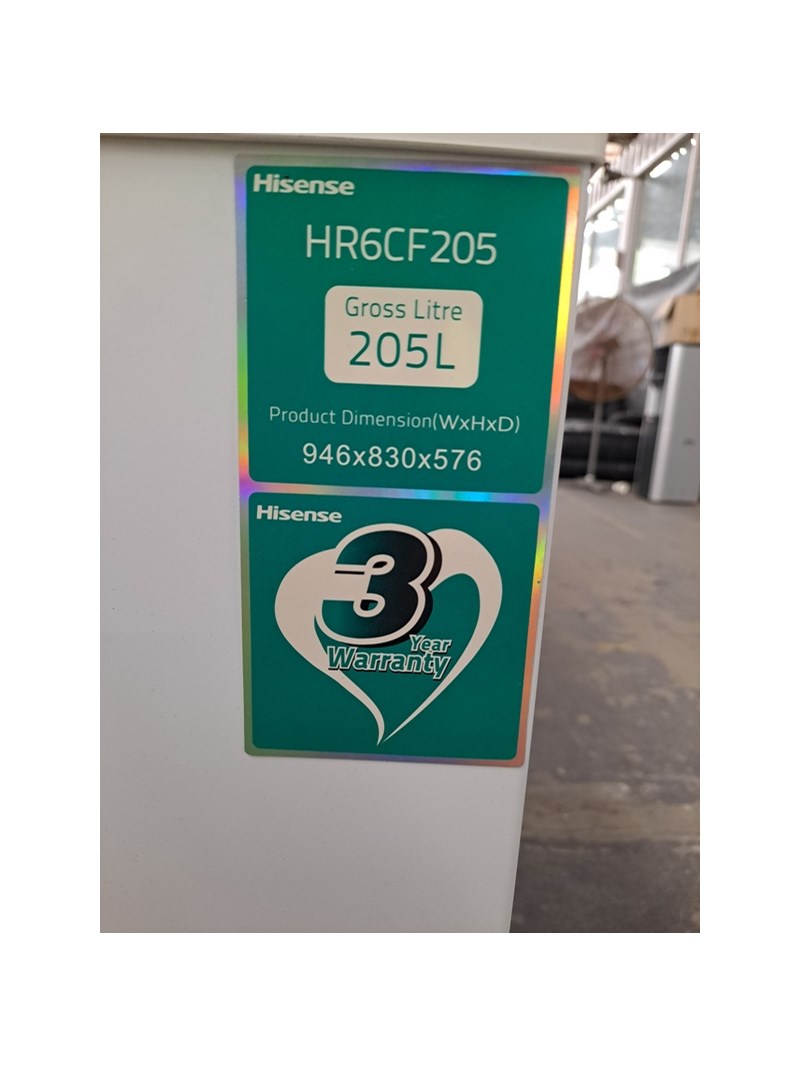 Hisense
HR6CF205
Gross Litre
205L
Product Dimension(WxHxD)
946x830x576
Hisense
3
Year
Warranty